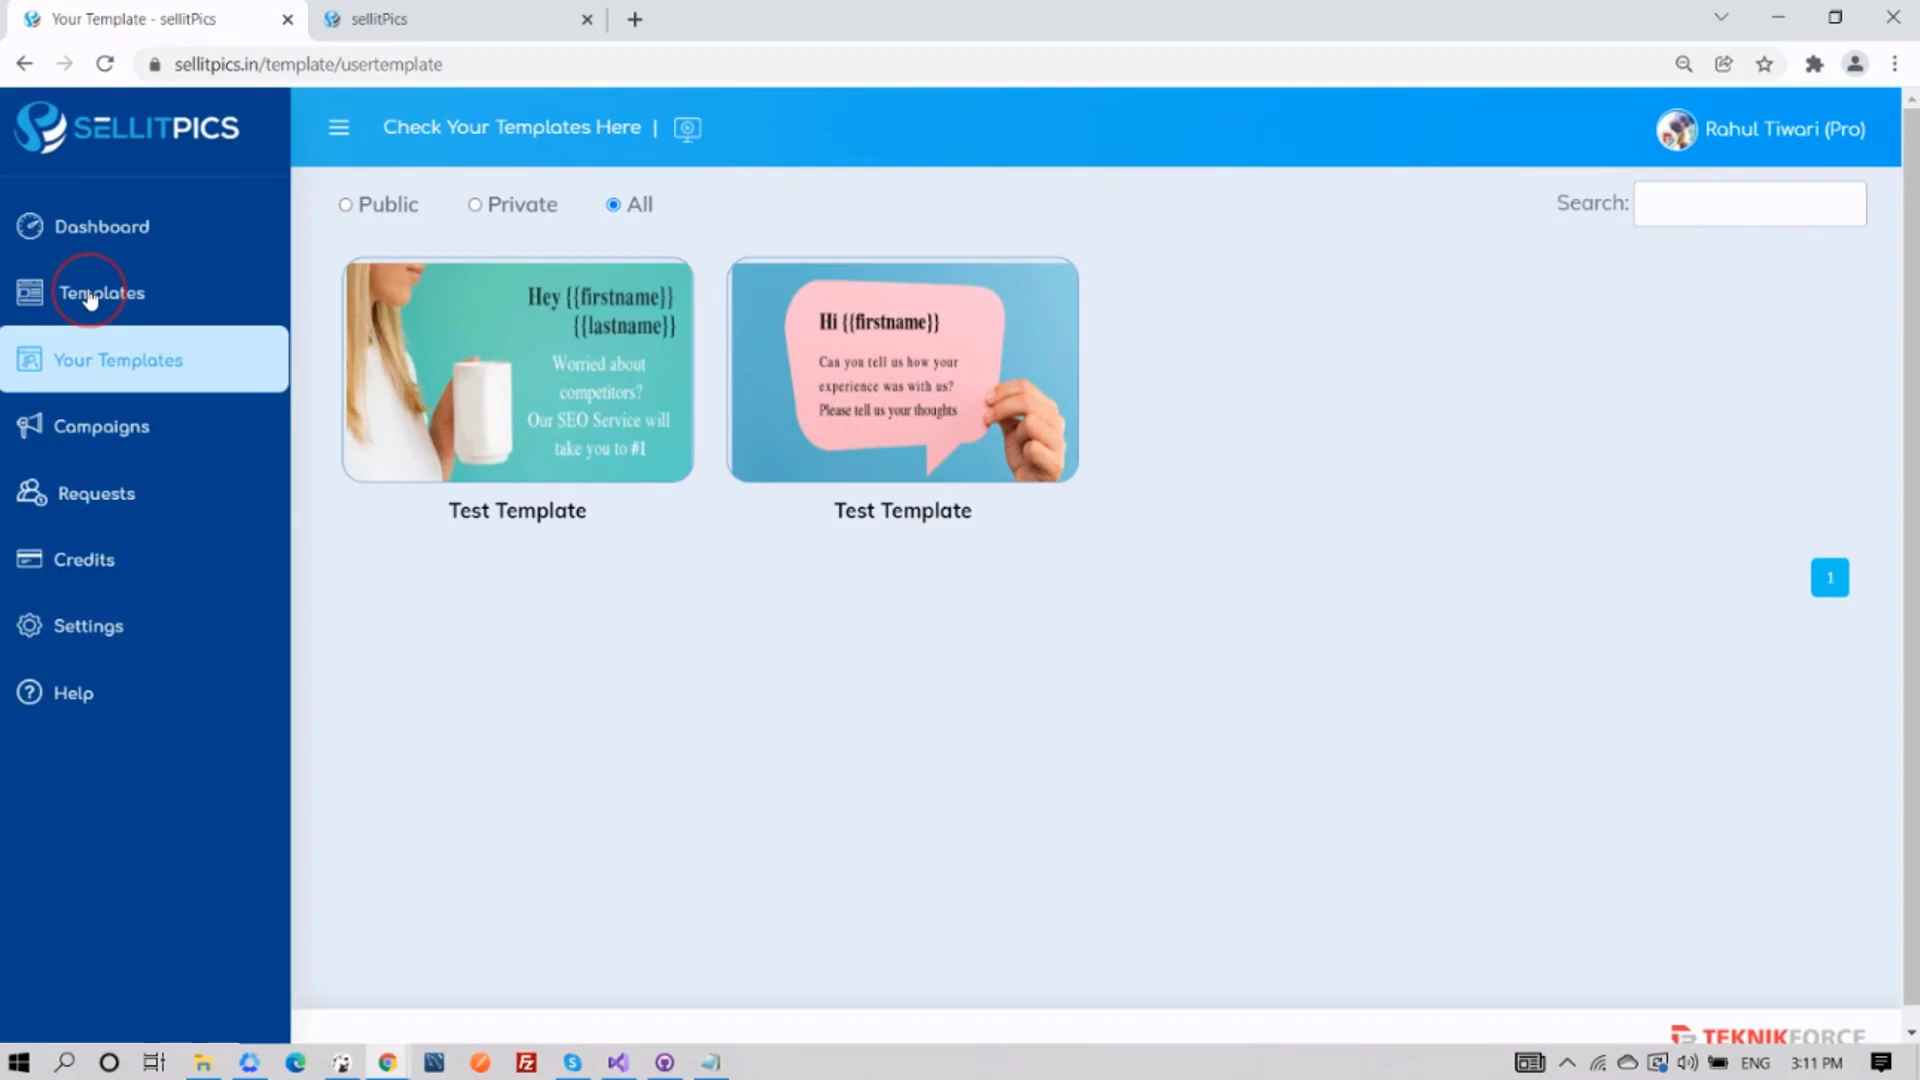 Your Template - sellitPics
sellitPics
sellitpics.in/template/usertemplate
SELLITPICS
Check Your Templates Here |
Rahul Tiwari (Pro)
Dashboard
Templates
Your Templates
Campaigns
Requests
Credits
Settings
Help
Public
Private
All
Search:
Hey {{firstname}}
{{lastname}}
Worried about
competitors?
Our SEO Service will
take you to #1
Test Template
Hi {{firstname}}
Can you tell us how your
experience was with us?
Please tell us your thoughts
Test Template
1
TEKNIKFORCE
ENG
3:11 PM